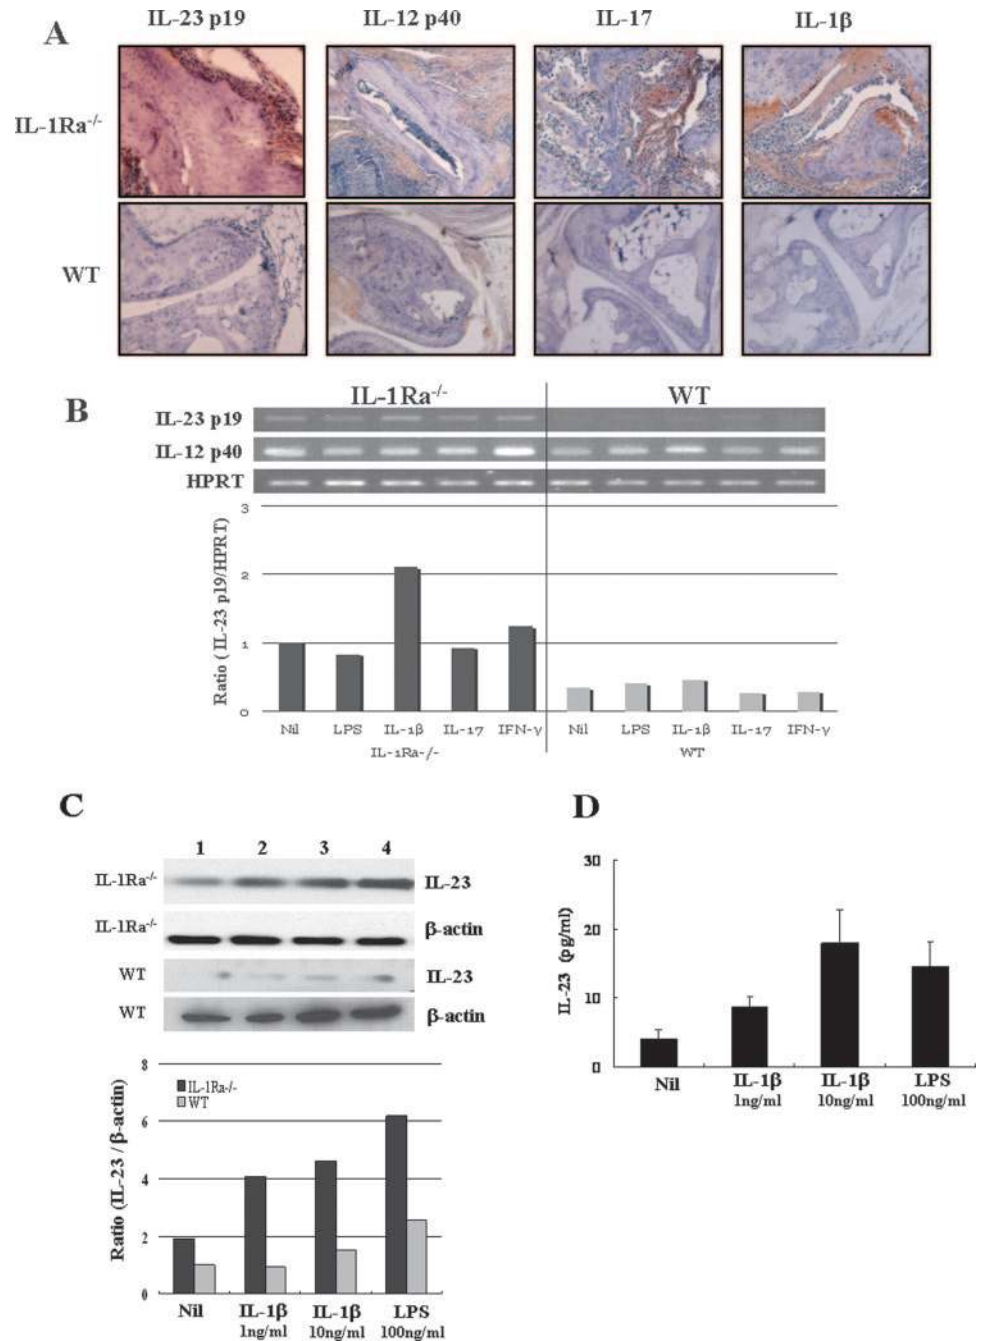 A
IL-23 p19 IL-12 p40 IL-17 IL-1β
IL-1Ra-/-
WT
B
IL-1Ra-/- WT
IL-23 p19
IL-12 p40
HPRT
Ratio ( IL-23 p19/HPRT)
3
2
1
0
Nil LPS IL-1β IL-17 IFN-γ Nil LPS IL-1β IL-17 IFN-γ
IL-1Ra-/- WT
C
1 2 3 4
IL-1Ra-/- IL-23
IL-1Ra-/- β-actin
WT IL-23
WT β-actin
Ratio (IL-23 / β-actin)
8
6
4
2
0
IL-1Ra-/-
WT
Nil IL-1β IL-1β LPS
1ng/ml 10ng/ml 100ng/ml
D
IL-23 (pg/ml)
30
20
10
0
Nil IL-1β IL-1β LPS
1ng/ml 10ng/ml 100ng/ml